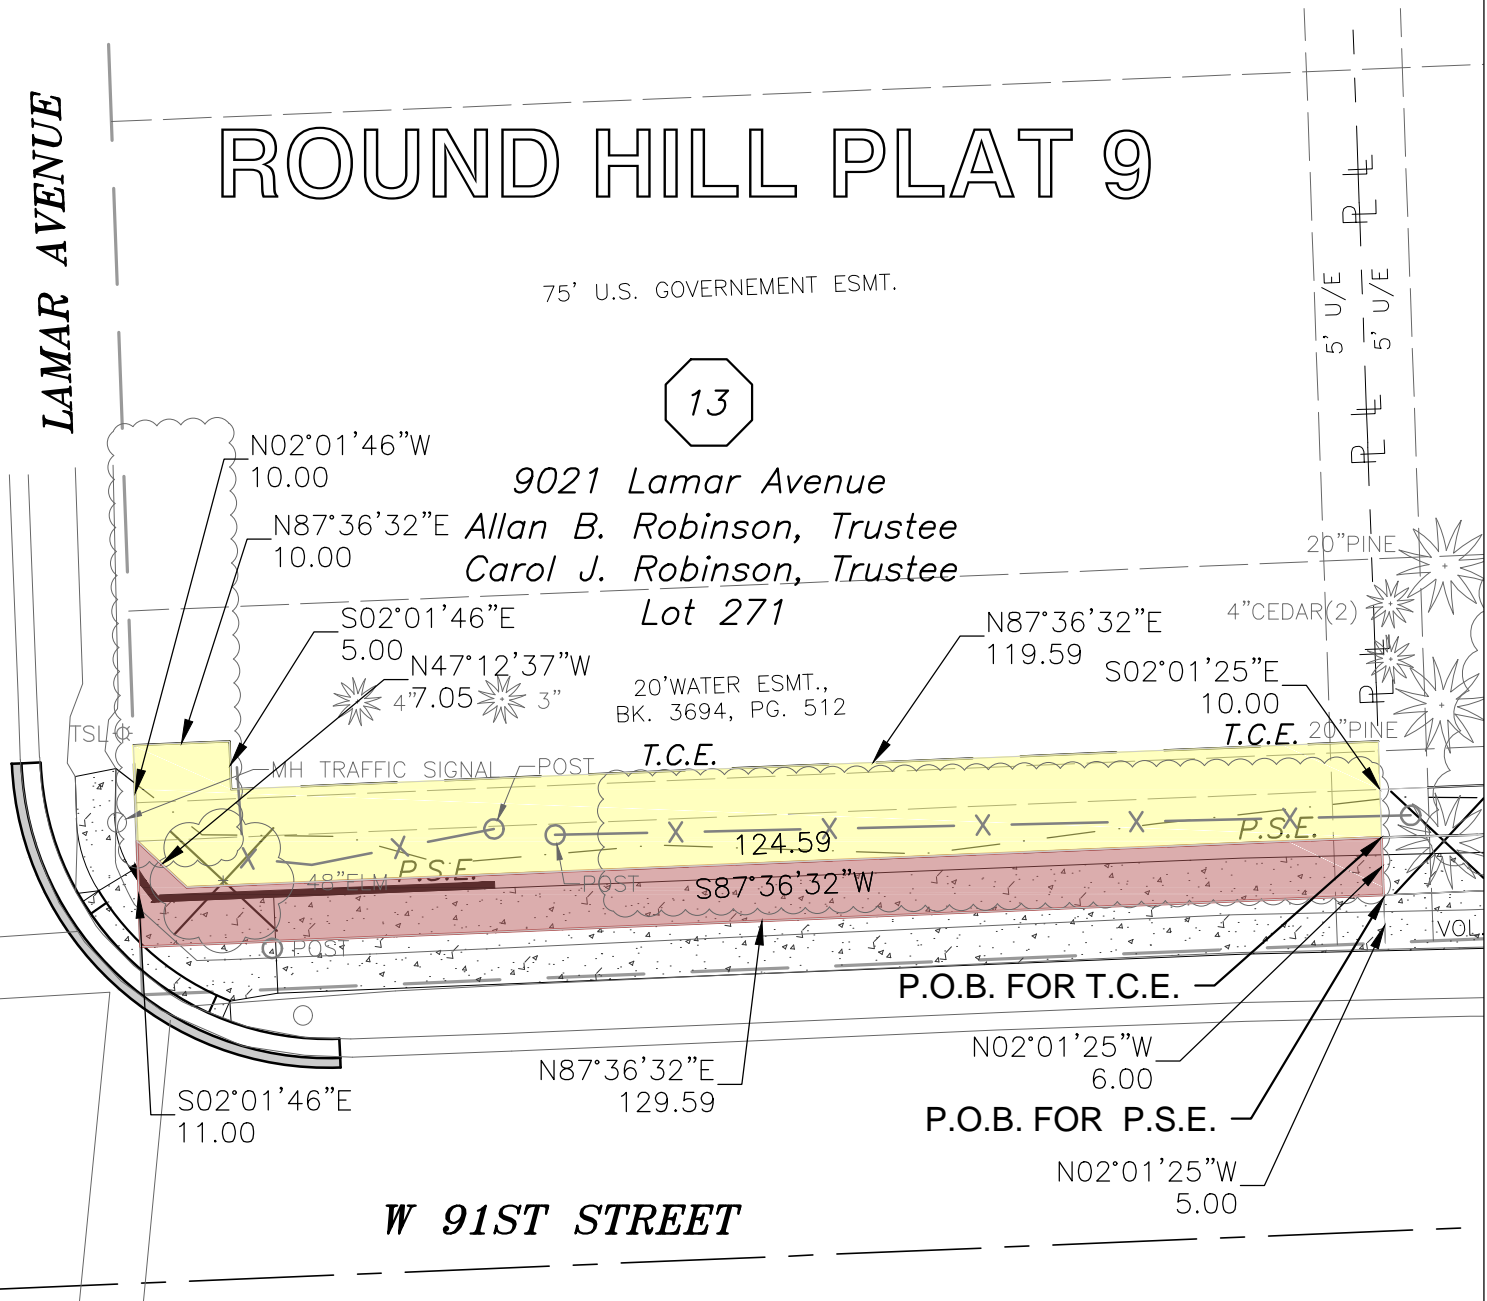 LAMAR AVENUE
ROUND HILL PLAT 9
75' U.S. GOVERNEMENT ESMT.
5' U/E
5' U/E
PL
PL
PL
PL
PL
13
N02°01'46"W
10.00
9021 Lamar Avenue
N87°36'32"E
10.00
Allan B. Robinson, Trustee
Carol J. Robinson, Trustee
Lot 271
20"PINE
4"CEDAR(2)
S02°01'46"E
5.00
N47°12'37"W
7.05
4"
3"
N87°36'32"E
119.59
S02°01'25"E
10.00
20'WATER ESMT.,
BK. 3694, PG. 512
TSL
T.C.E.
T.C.E.
20"PINE
MH TRAFFIC SIGNAL
POST
124.59
P.S.E.
48"ELM
P.S.E.
POST
S87°36'32"W
POST
VOL.
P.O.B. FOR T.C.E.
N02°01'25"W
6.00
N87°36'32"E
129.59
S02°01'46"E
11.00
P.O.B. FOR P.S.E.
N02°01'25"W
5.00
W 91ST STREET